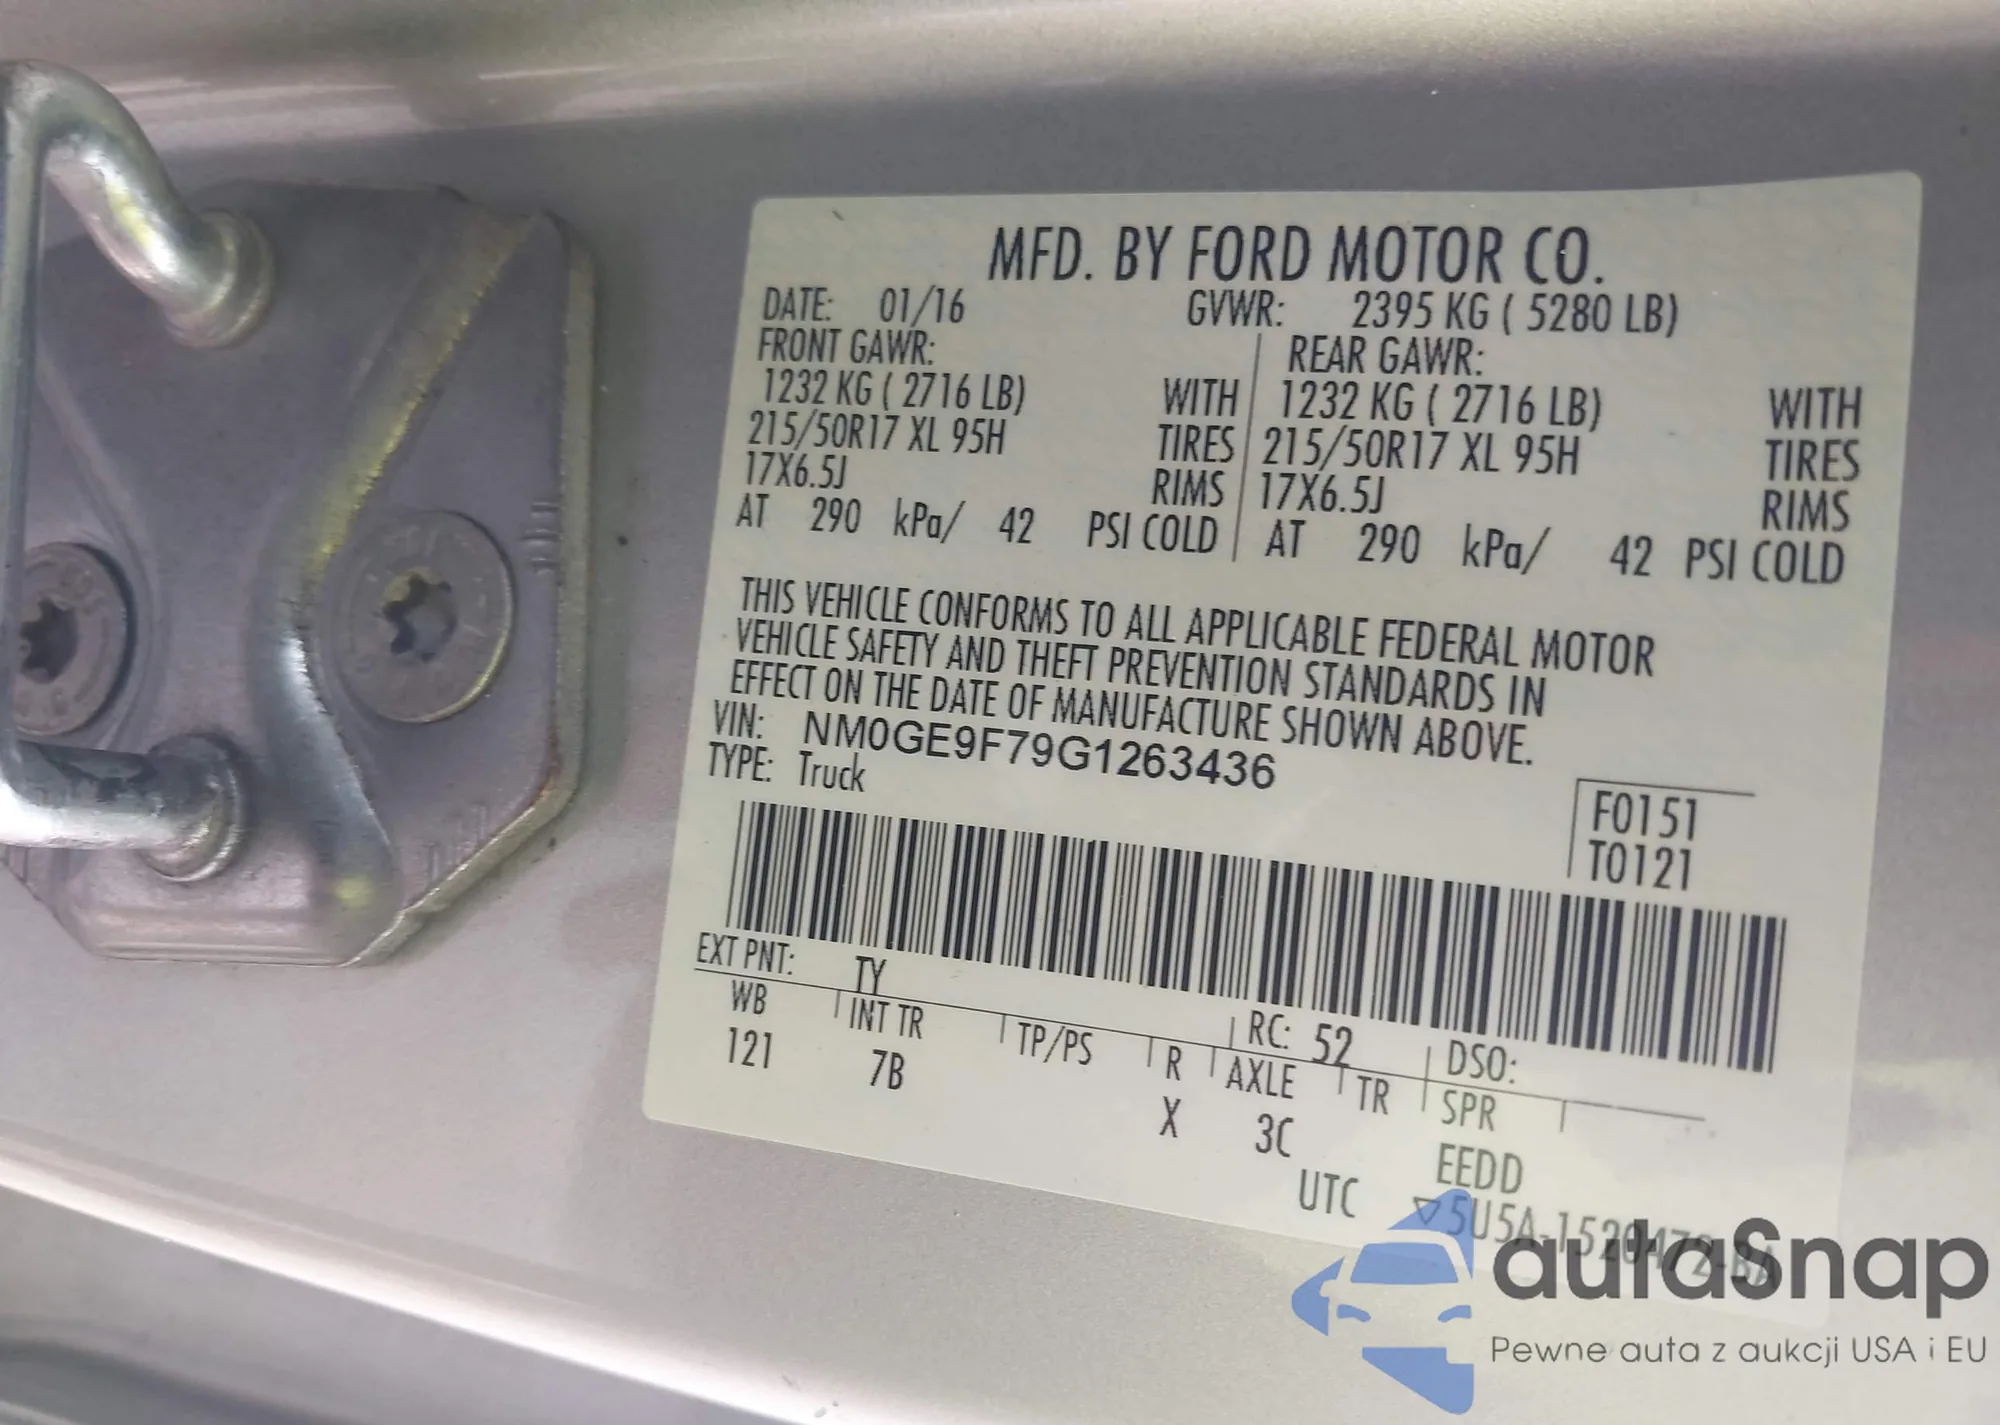 MFD. BY FORD MOTOR CO.
DATE: 01/16 GVWR: 2395 KG ( 5280 LB)
FRONT GAWR: REAR GAWR:
1232 KG ( 2716 LB) WITH 1232 KG ( 2716 LB) WITH
215/50R17 XL 95H TIRES 215/50R17 XL 95H TIRES
17X6.5J RIMS 17X6.5J RIMS
AT 290 kPa/ 42 PSI COLD AT 290 kPa/ 42 PSI COLD
THIS VEHICLE CONFORMS TO ALL APPLICABLE FEDERAL MOTOR
VEHICLE SAFETY AND THEFT PREVENTION STANDARDS IN
EFFECT ON THE DATE OF MANUFACTURE SHOWN ABOVE.
VIN: NM0GE9F79G1263436
TYPE: Truck
F0151
T0121
EXT PNT: TY RC: 52 DSO:
WB INT TR TP/PS R AXLE TR SPR
121 7B X 3C EEDD
UTC ▽5U5A-1520472-BA
autaSnap
Pewne auta z aukcji USA i EU